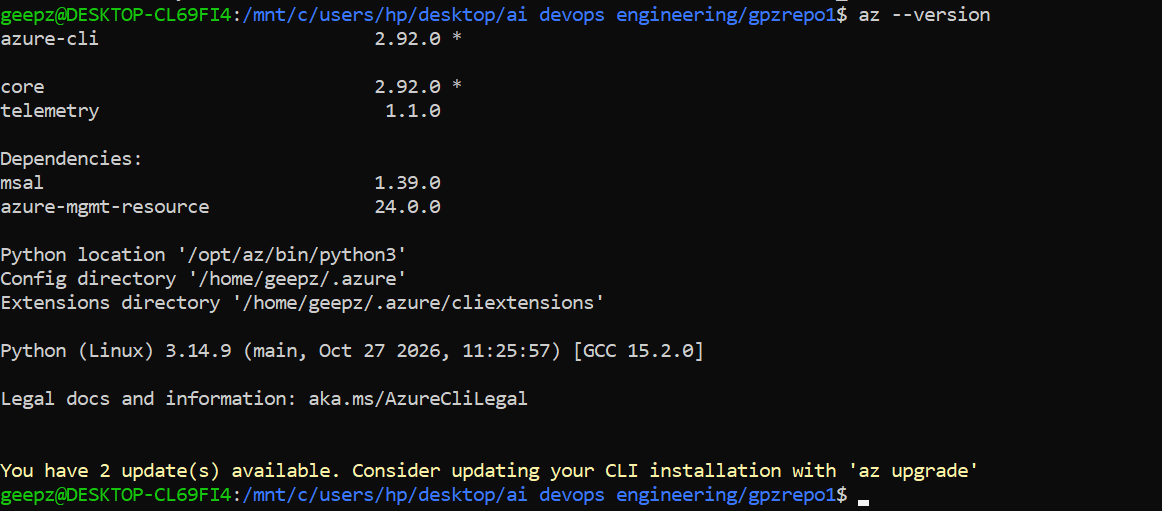 geepz@DESKTOP-CL69FI4:/mnt/c/users/hp/desktop/ai devops engineering/gpzrepo1$ az --version
azure-cli                         2.92.0 *

core                              2.92.0 *
telemetry                          1.1.0

Dependencies:
msal                              1.39.0
azure-mgmt-resource               24.0.0

Python location '/opt/az/bin/python3'
Config directory '/home/geepz/.azure'
Extensions directory '/home/geepz/.azure/cliextensions'

Python (Linux) 3.14.9 (main, Oct 27 2026, 11:25:57) [GCC 15.2.0]

Legal docs and information: aka.ms/AzureCliLegal


You have 2 update(s) available. Consider updating your CLI installation with 'az upgrade'
geepz@DESKTOP-CL69FI4:/mnt/c/users/hp/desktop/ai devops engineering/gpzrepo1$